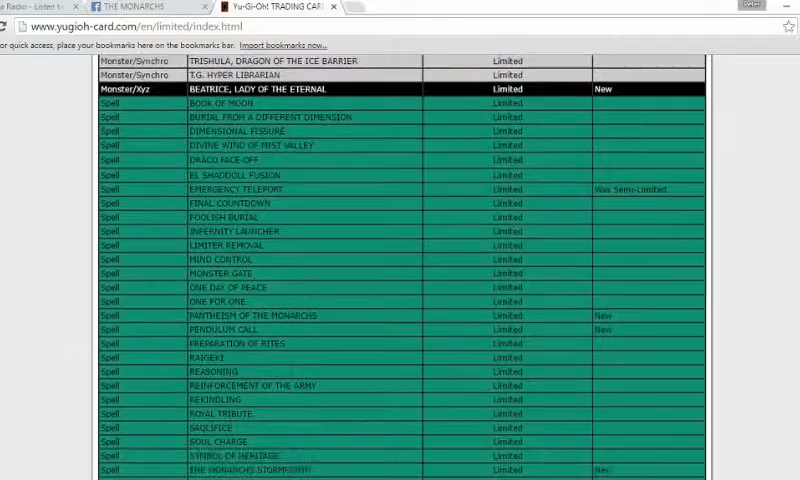 a Radio - Listen to
THE MONARCHS
Yu-Gi-Oh! TRADING CAR
Peter
www.yugioh-card.com/en/limited/index.html
or quick access, place your bookmarks here on the bookmarks bar. Import bookmarks now...
Monster/Synchro TRISHULA, DRAGON OF THE ICE BARRIER Limited
Monster/Synchro T.G. HYPER LIBRARIAN Limited
Monster/Xyz BEATRICE, LADY OF THE ETERNAL Limited New
Spell BOOK OF MOON Limited
Spell BURIAL FROM A DIFFERENT DIMENSION Limited
Spell DIMENSIONAL FISSURE Limited
Spell DIVINE WIND OF MIST VALLEY Limited
Spell DRACO FACE-OFF Limited
Spell EL SHADDOLL FUSION Limited
Spell EMERGENCY TELEPORT Limited Was Semi-Limited
Spell FINAL COUNTDOWN Limited
Spell FOOLISH BURIAL Limited
Spell INFERNITY LAUNCHER Limited
Spell LIMITER REMOVAL Limited
Spell MIND CONTROL Limited
Spell MONSTER GATE Limited
Spell ONE DAY OF PEACE Limited
Spell ONE FOR ONE Limited
Spell PANTHEISM OF THE MONARCHS Limited New
Spell PENDULUM CALL Limited New
Spell PREPARATION OF RITES Limited
Spell RAIGEKI Limited
Spell REASONING Limited
Spell REINFORCEMENT OF THE ARMY Limited
Spell REKINDLING Limited
Spell ROYAL TRIBUTE Limited
Spell SAQLIFICE Limited
Spell SOUL CHARGE Limited
Spell SYMBOL OF HERITAGE Limited
Spell THE MONARCHS STORMFORTH Limited New